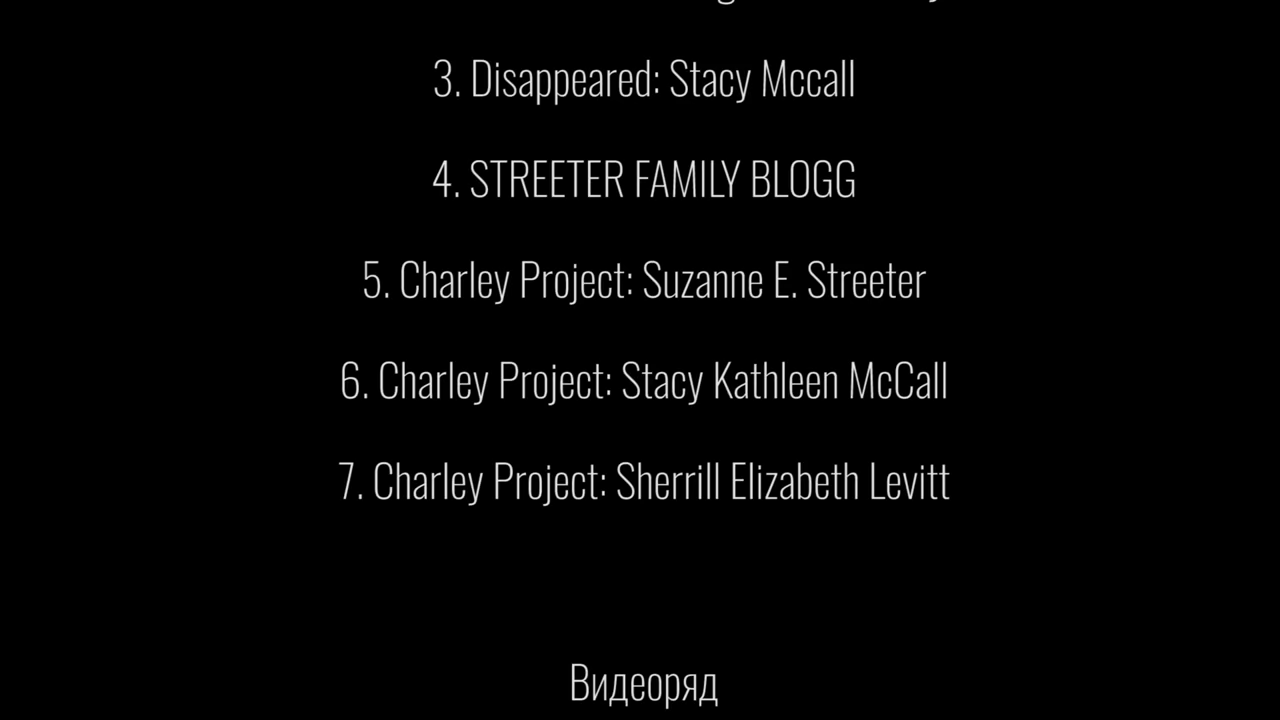 3. Disappeared: Stacy Mccall
4. STREETER FAMILY BLOGG
5. Charley Project: Suzanne E. Streeter
6. Charley Project: Stacy Kathleen McCall
7. Charley Project: Sherrill Elizabeth Levitt
Видеоряд